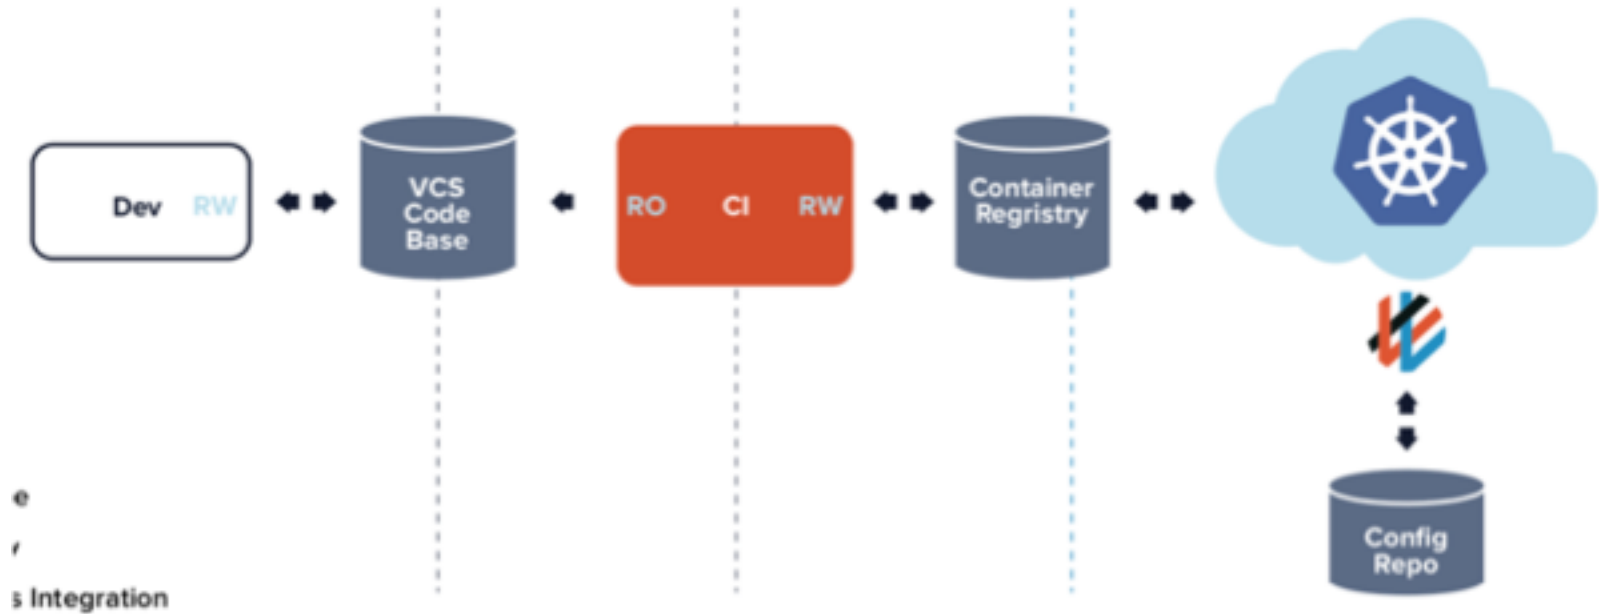 Dev RW
VCS
Code
Base
RO CI RW
Container
Regristry
Config
Repo
e
y
s Integration